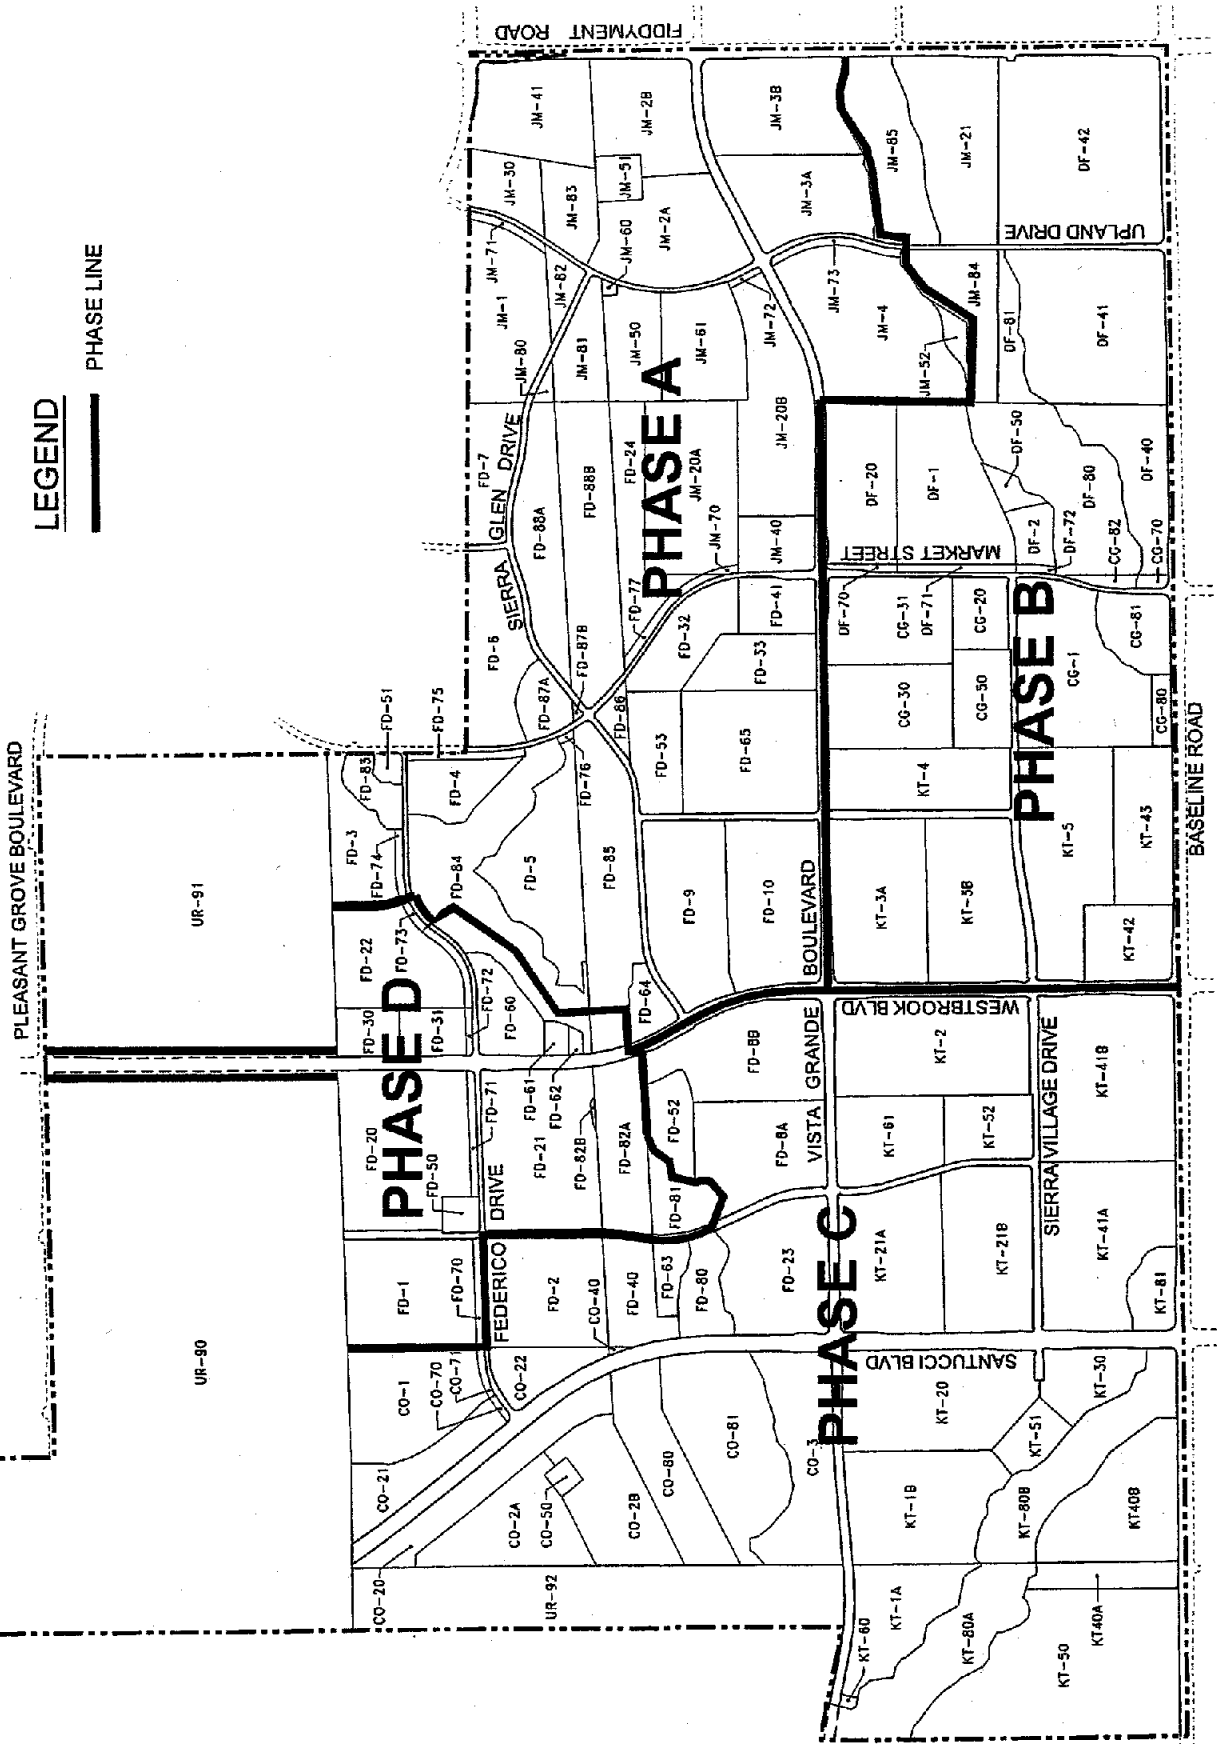 LEGEND
PHASE LINE
FIDDYMENT ROAD
PLEASANT GROVE BOULEVARD
BASELINE ROAD
UPLAND DRIVE
SIERRA GLEN DRIVE
MARKET STREET
VISTA GRANDE BOULEVARD
WESTBROOK BLVD
SIERRA VILLAGE DRIVE
SANTUCCI BLVD
FEDERICO DRIVE
PHASE A
PHASE B
PHASE C
PHASE D
JM-41
JM-2B
JM-3B
JM-85
JM-21
DF-42
JM-30
JM-83
JM-51
JM-3A
JM-71
JM-60
JM-2A
JM-82
JM-1
JM-73
JM-84
JM-80
JM-81
JM-50
JM-61
JM-72
JM-4
JM-52
DF-81
DF-41
FD-7
FD-88A
FD-88B
FD-24
JM-20A
JM-20B
DF-20
DF-1
DF-50
DF-80
DF-40
JM-70
JM-40
DF-2
DF-72
CG-82
CG-70
FD-6
FD-87B
FD-77
FD-32
FD-41
DF-70
CG-31
DF-71
CG-20
CG-81
FD-87A
FD-86
FD-33
CG-30
CG-50
CG-1
CG-80
FD-51
FD-75
FD-83
FD-4
FD-76
FD-53
FD-65
KT-4
FD-3
FD-74
FD-84
FD-5
FD-85
FD-9
FD-10
KT-3A
KT-3B
KT-5
KT-43
KT-42
UR-91
FD-22
FD-73
FD-30
FD-31
FD-72
FD-60
FD-64
FD-61
FD-62
FD-8B
KT-2
KT-41B
FD-20
FD-71
FD-50
FD-21
FD-82B
FD-82A
FD-52
FD-8A
KT-61
KT-52
FD-81
FD-1
FD-70
FD-2
CO-40
FD-40
FD-63
FD-80
FD-23
KT-21A
KT-21B
KT-41A
KT-81
UR-90
CO-1
CO-70
CO-71
CO-22
CO-21
CO-2A
CO-50
CO-2B
CO-80
CO-81
CO-3
KT-20
KT-30
KT-51
KT-1B
KT-80B
KT40B
CO-20
UR-92
KT-60
KT-1A
KT-80A
KT-50
KT40A